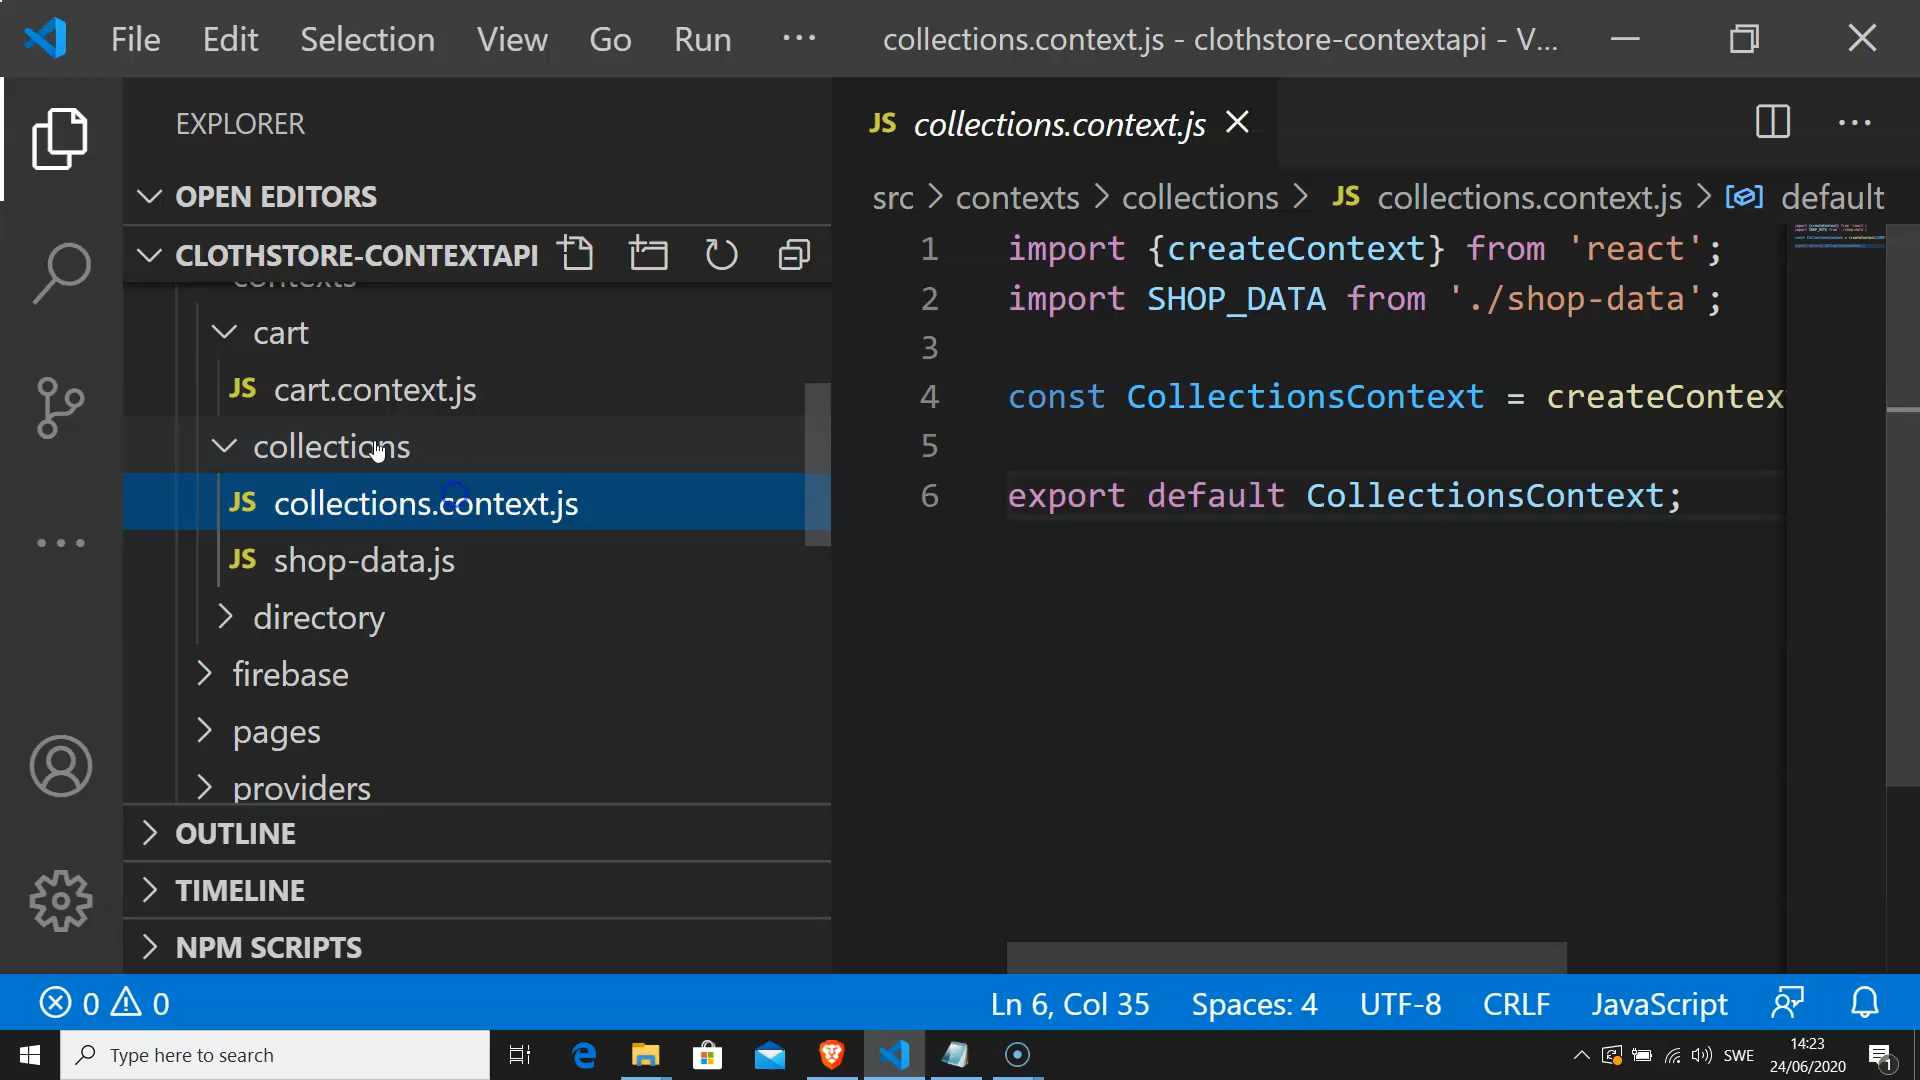 File Edit Selection View Go Run ··· collections.context.js - clothstore-contextapi - V...
EXPLORER
OPEN EDITORS
CLOTHSTORE-CONTEXTAPI
contexts
cart
JS cart.context.js
collections
JS collections.context.js
JS shop-data.js
directory
firebase
pages
providers
OUTLINE
TIMELINE
NPM SCRIPTS
JS collections.context.js
src > contexts > collections > JS collections.context.js > default
1 import {createContext} from 'react';
2 import SHOP_DATA from './shop-data';
3
4 const CollectionsContext = createContex
5
6 export default CollectionsContext;
0 0 Ln 6, Col 35 Spaces: 4 UTF-8 CRLF JavaScript
Type here to search
SWE
14:23
24/06/2020
1